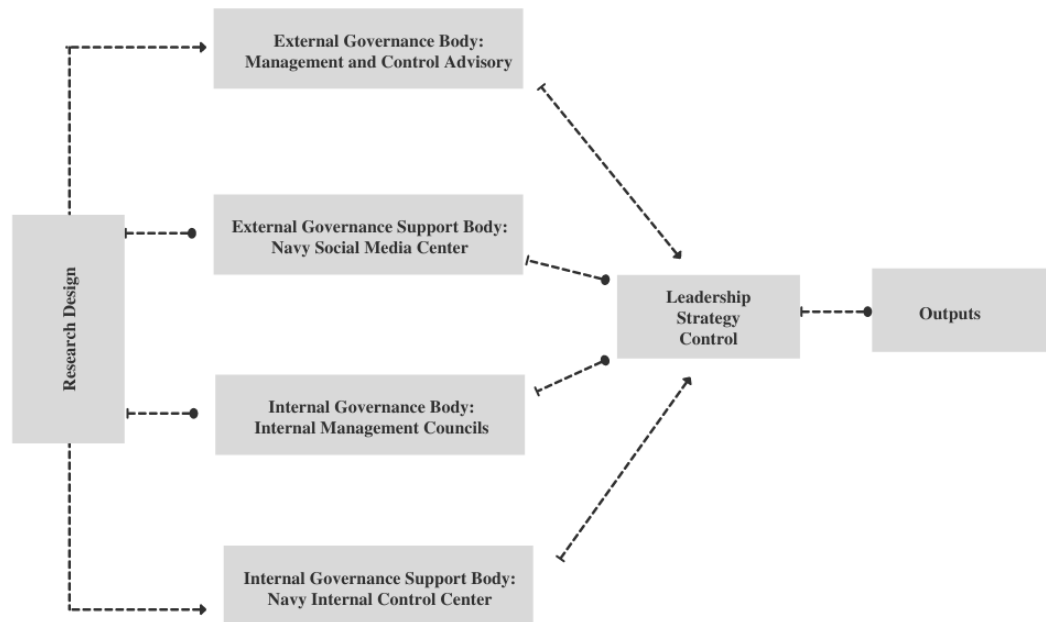 External Governance Body:
Management and Control Advisory
External Governance Support Body:
Navy Social Media Center
Research Design
Leadership
Strategy
Control
Outputs
Internal Governance Body:
Internal Management Councils
Internal Governance Support Body:
Navy Internal Control Center